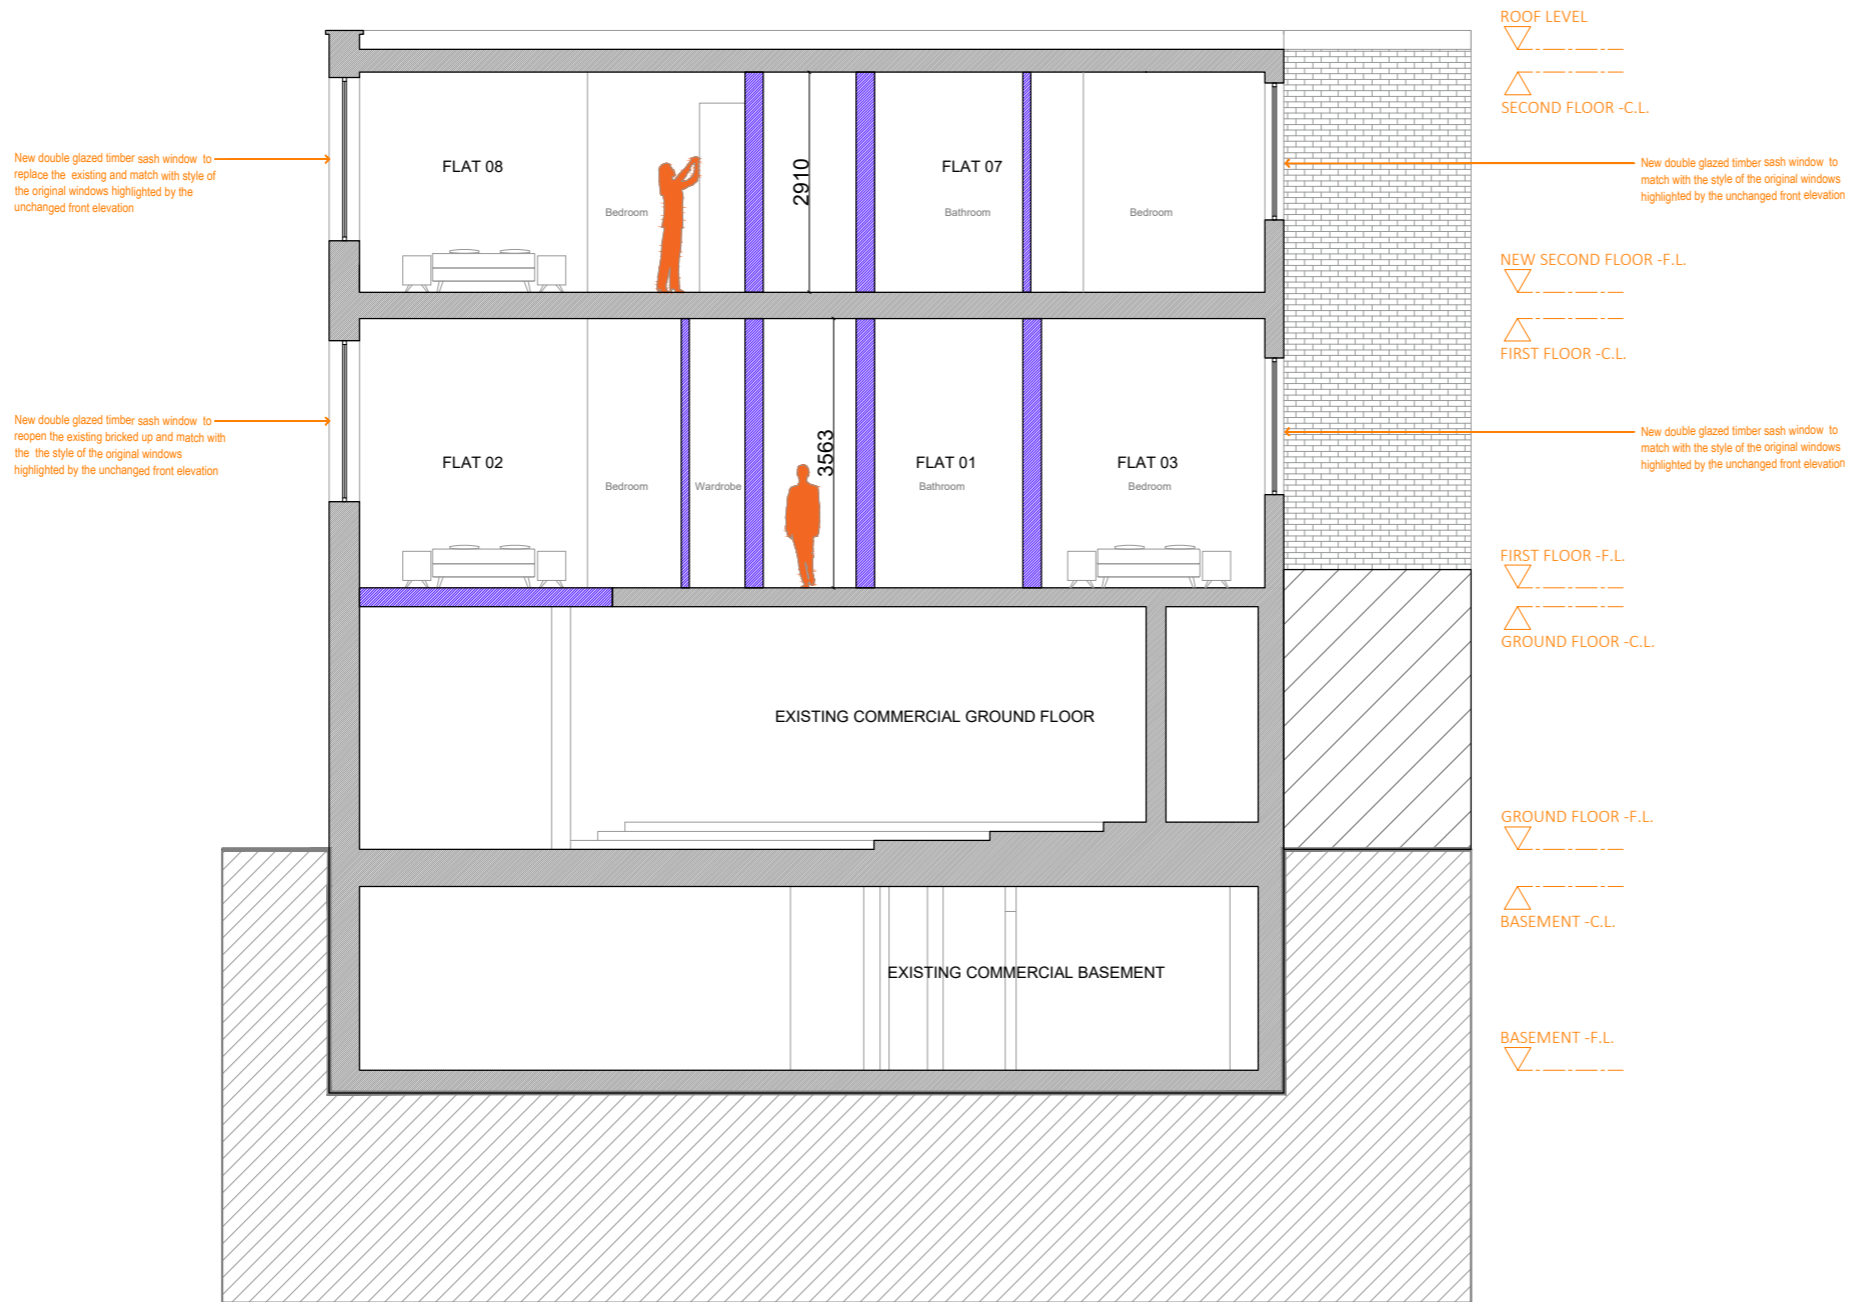 ROOF LEVEL
SECOND FLOOR -C.L.
New double glazed timber sash window to
replace the existing and match with style of
the original windows highlighted by the
unchanged front elevation
FLAT 08
Bedroom
2910
FLAT 07
Bathroom
Bedroom
New double glazed timber sash window to
match with the style of the original windows
highlighted by the unchanged front elevation
NEW SECOND FLOOR -F.L.
FIRST FLOOR -C.L.
New double glazed timber sash window to
reopen the existing bricked up and match with
the the style of the original windows
highlighted by the unchanged front elevation
FLAT 02
Bedroom
Wardrobe
3563
FLAT 01
Bathroom
FLAT 03
Bedroom
New double glazed timber sash window to
match with the style of the original windows
highlighted by the unchanged front elevation
FIRST FLOOR -F.L.
GROUND FLOOR -C.L.
EXISTING COMMERCIAL GROUND FLOOR
GROUND FLOOR -F.L.
BASEMENT -C.L.
EXISTING COMMERCIAL BASEMENT
BASEMENT -F.L.